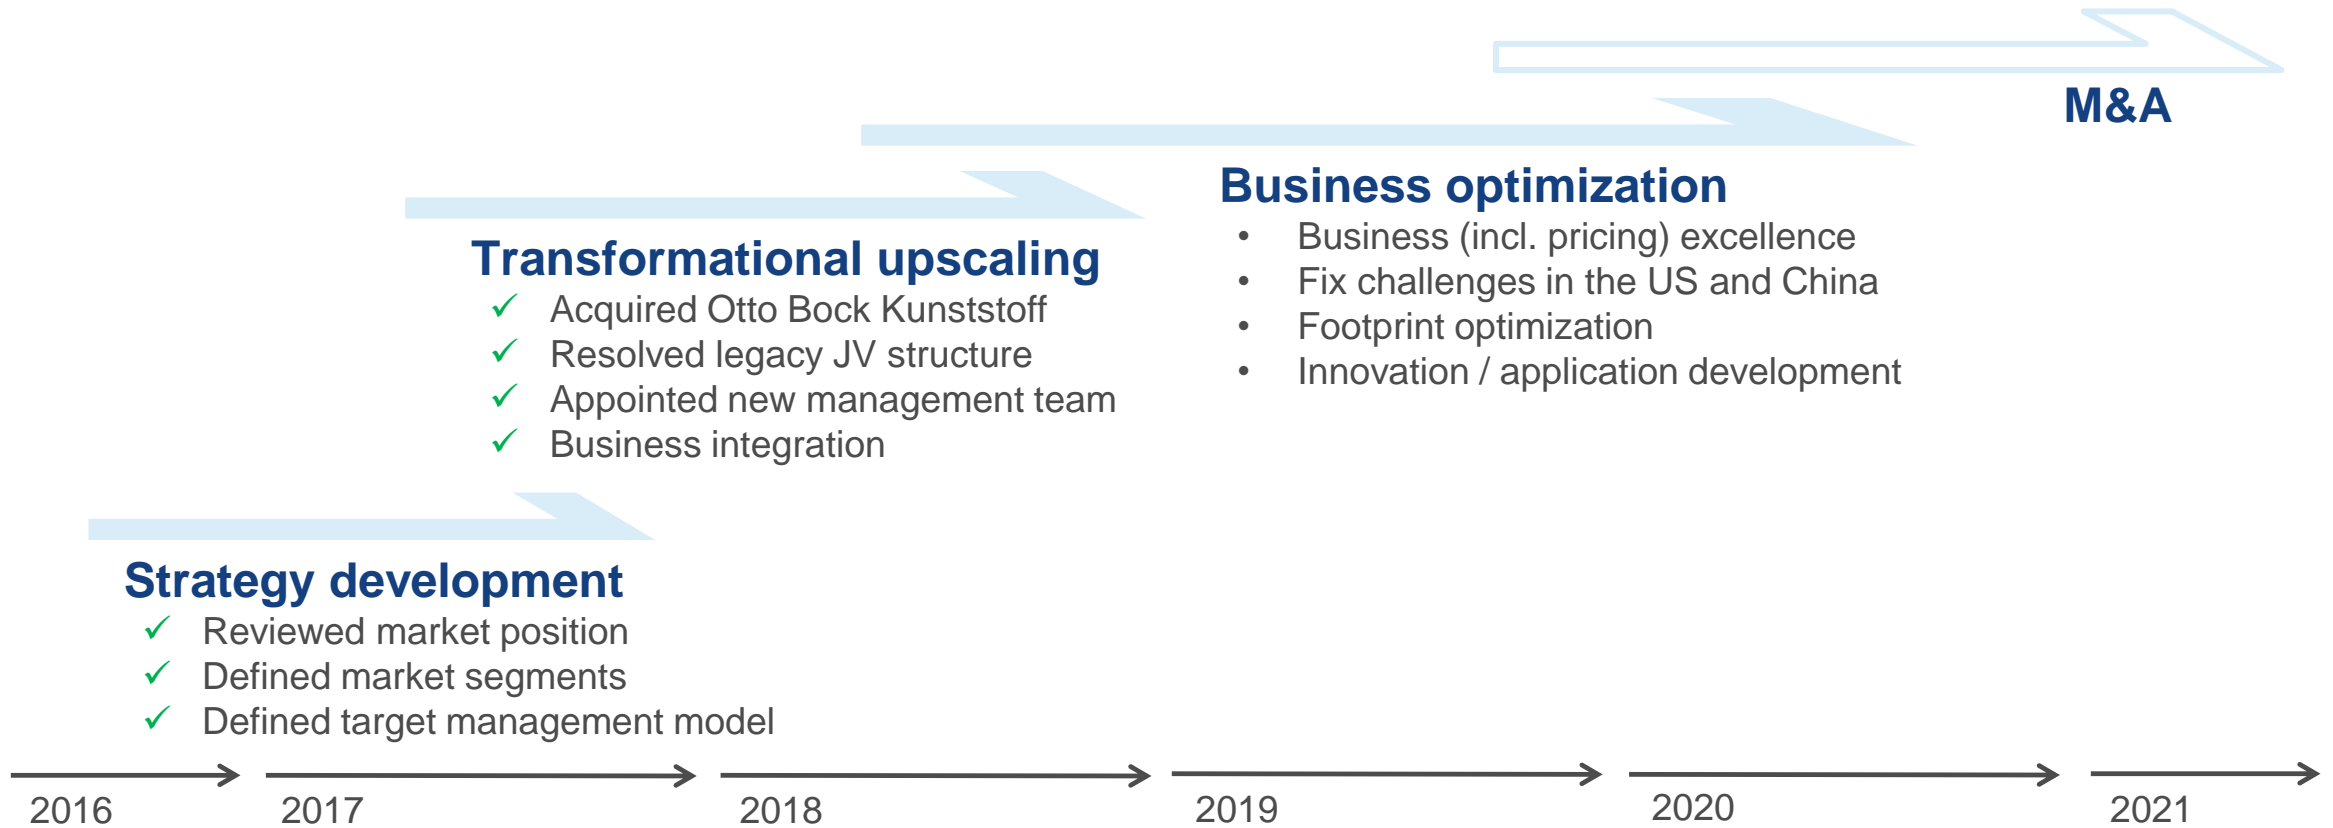 M&A
Business optimization
• Business (incl. pricing) excellence
• Fix challenges in the US and China
• Footprint optimization
• Innovation / application development
Transformational upscaling
✓ Acquired Otto Bock Kunststoff
✓ Resolved legacy JV structure
✓ Appointed new management team
✓ Business integration
Strategy development
✓ Reviewed market position
✓ Defined market segments
✓ Defined target management model
2016 2017 2018 2019 2020 2021